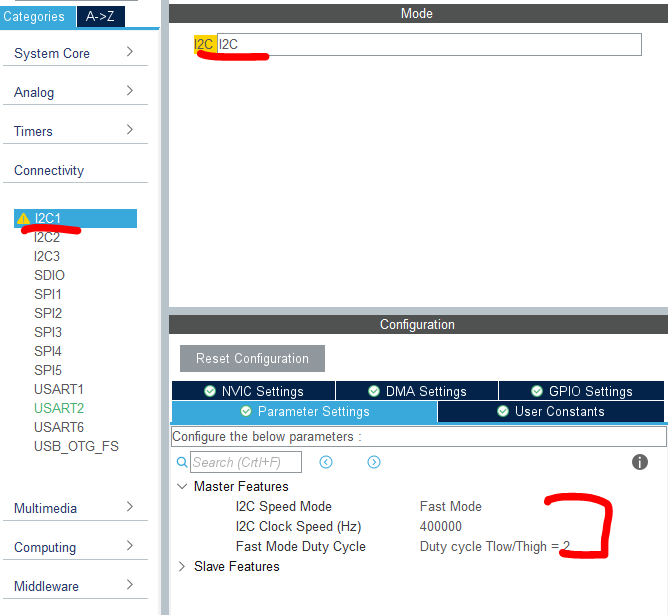 Categories A->Z
System Core
Analog
Timers
Connectivity
I2C1
I2C2
I2C3
SDIO
SPI1
SPI2
SPI3
SPI4
SPI5
USART1
USART2
USART6
USB_OTG_FS
Multimedia
Computing
Middleware
Mode
I2C I2C
Configuration
Reset Configuration
NVIC Settings DMA Settings GPIO Settings
Parameter Settings User Constants
Configure the below parameters :
Search (Crtl+F)
Master Features
I2C Speed Mode Fast Mode
I2C Clock Speed (Hz) 400000
Fast Mode Duty Cycle Duty cycle Tlow/Thigh = 2
Slave Features